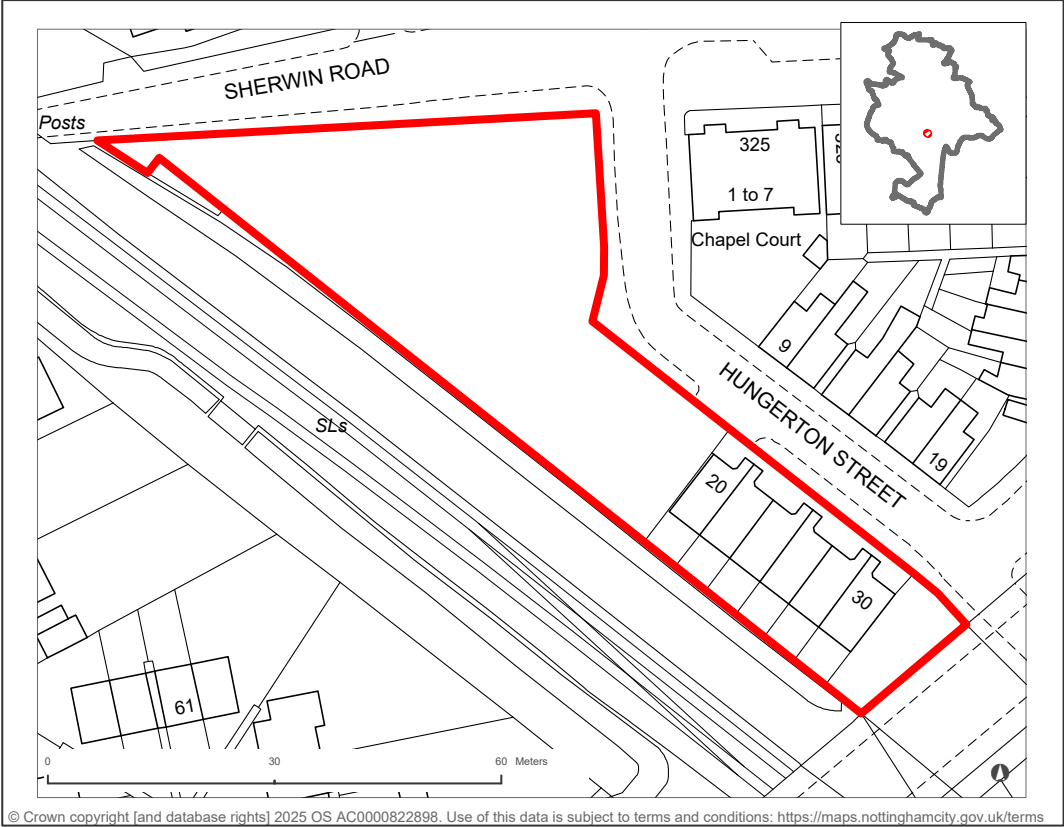 SHERWIN ROAD
Posts
325
1 to 7
Chapel Court
9
HUNGERTON STREET
19
SLs
20
30
61
0 30 60 Meters
© Crown copyright [and database rights] 2025 OS AC0000822898. Use of this data is subject to terms and conditions: https://maps.nottinghamcity.gov.uk/terms